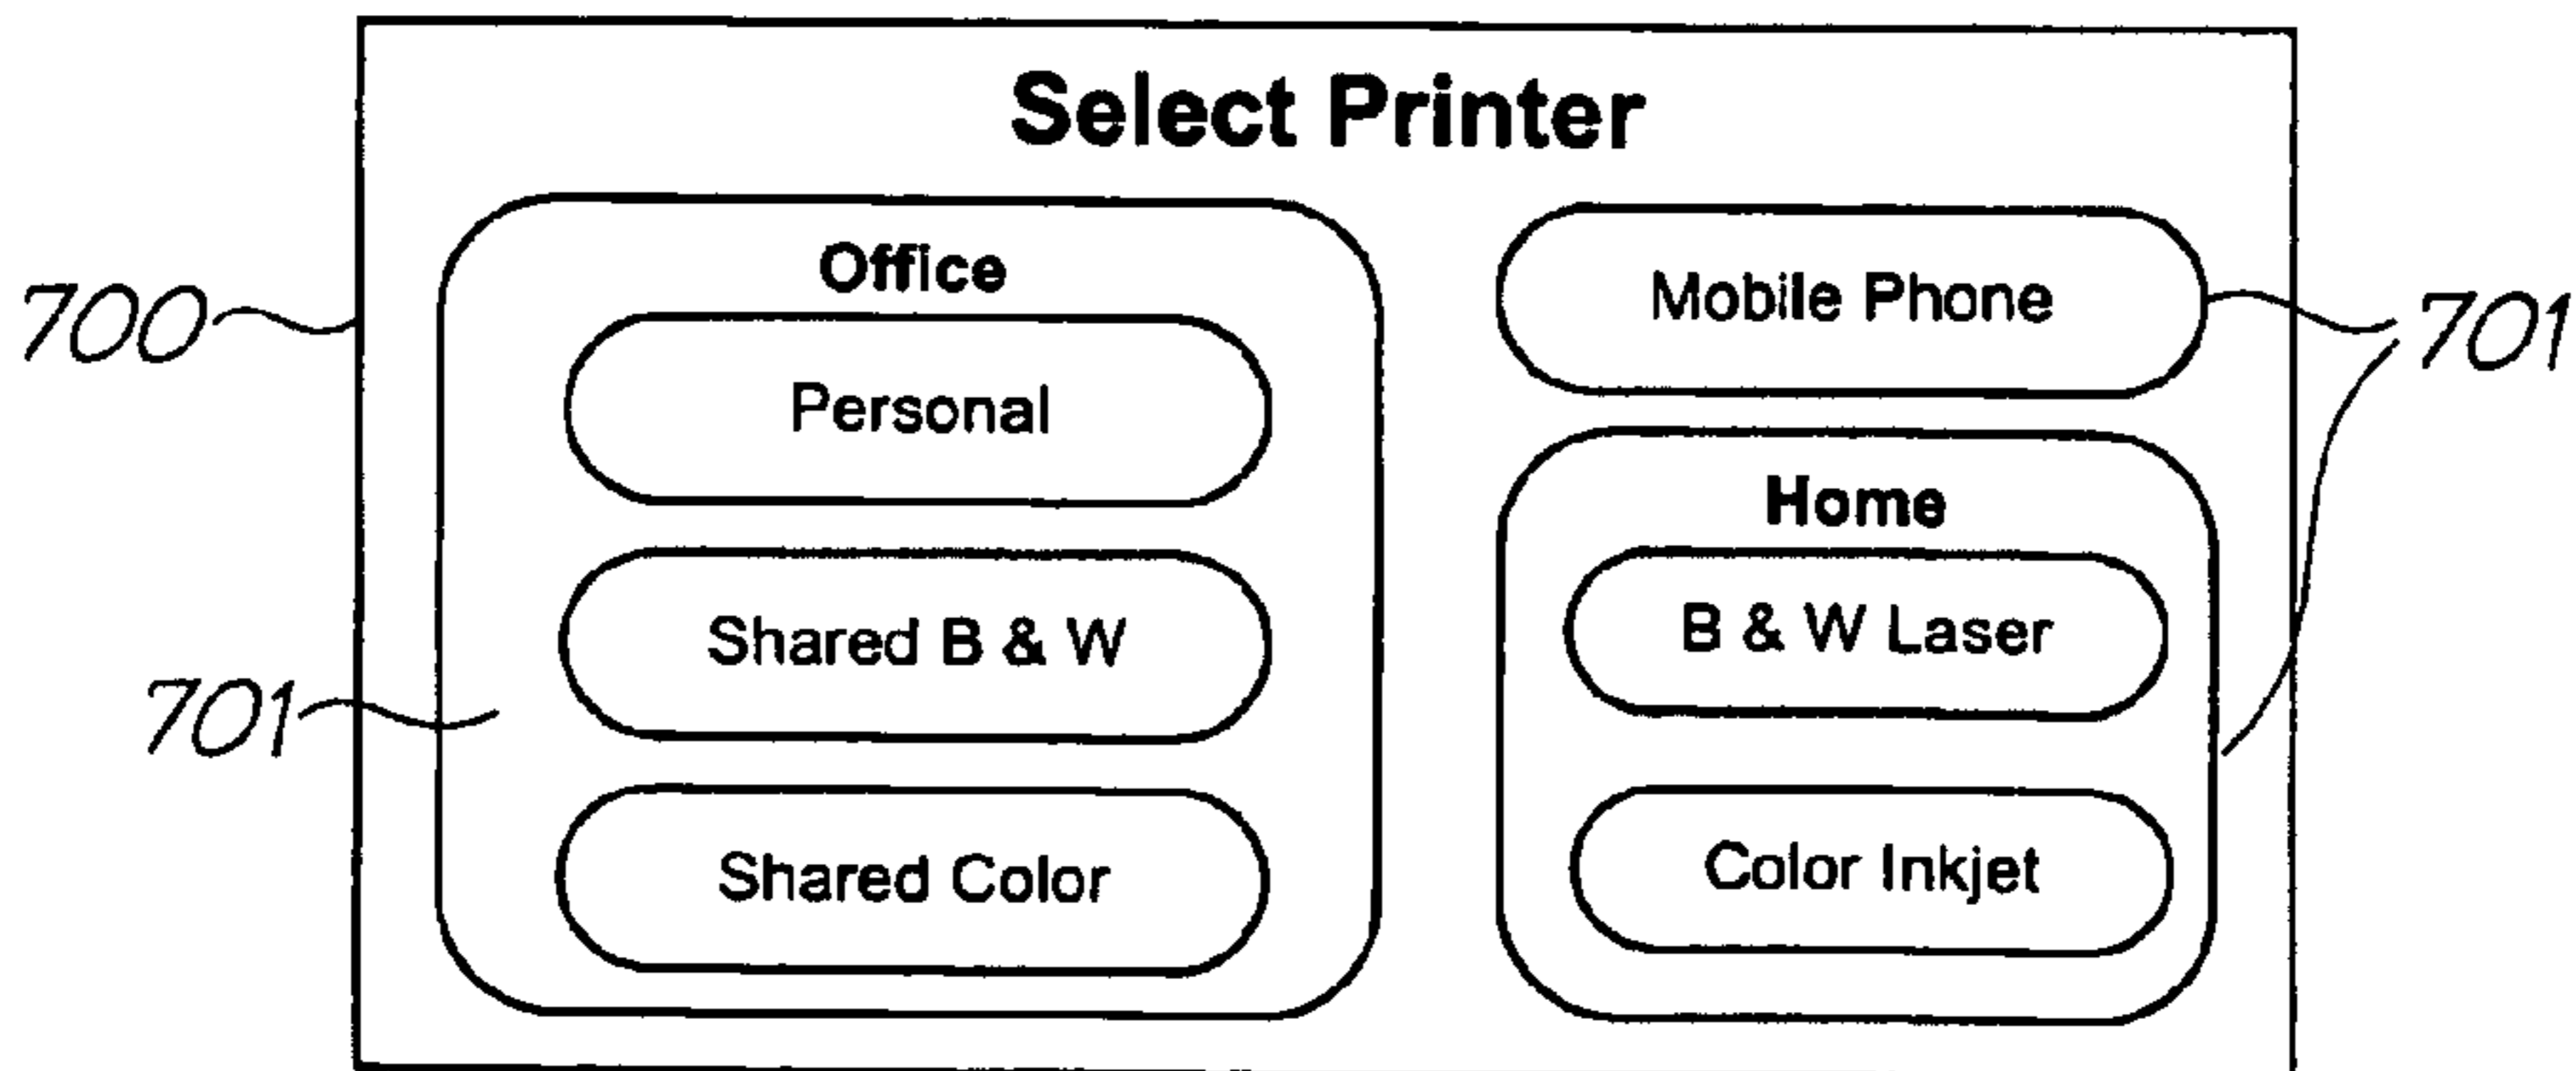 Select Printer
Office
Personal
Shared B & W
Shared Color
Mobile Phone
Home
B & W Laser
Color Inkjet
700
701
701